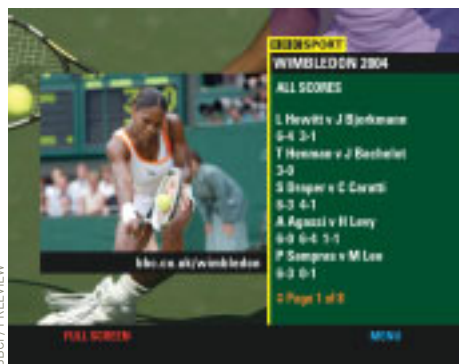 BBC SPORT
WIMBLEDON 2004
ALL SCORES
L Hewitt v J Bjorkmann
6-4 3-1
T Henman v J Bachelot
3-0
S Draper v C Caratti
6-3 4-1
A Agassi v H Levy
6-0 6-4 1-1
P Sampras v M Lee
6-3 0-1
Page 1 of 8
bbc.co.uk/wimbledon
FULL SCREEN
MENU